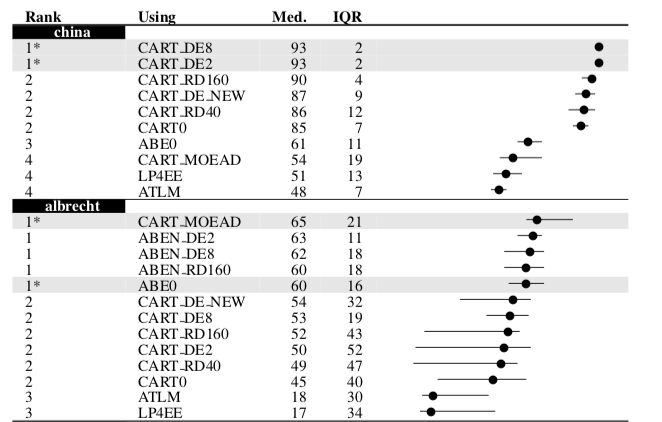 Rank Using Med. IQR
china
1* CART_DE8 93 2
1* CART_DE2 93 2
2 CART_RD160 90 4
2 CART_DE_NEW 87 9
2 CART_RD40 86 12
2 CART0 85 7
3 ABE0 61 11
4 CART_MOEAD 54 19
4 LP4EE 51 13
4 ATLM 48 7
albrecht
1* CART_MOEAD 65 21
1 ABEN_DE2 63 11
1 ABEN_DE8 62 18
1 ABEN_RD160 60 18
1* ABE0 60 16
2 CART_DE_NEW 54 32
2 CART_DE8 53 19
2 CART_RD160 52 43
2 CART_DE2 50 52
2 CART_RD40 49 47
2 CART0 45 40
3 ATLM 18 30
3 LP4EE 17 34